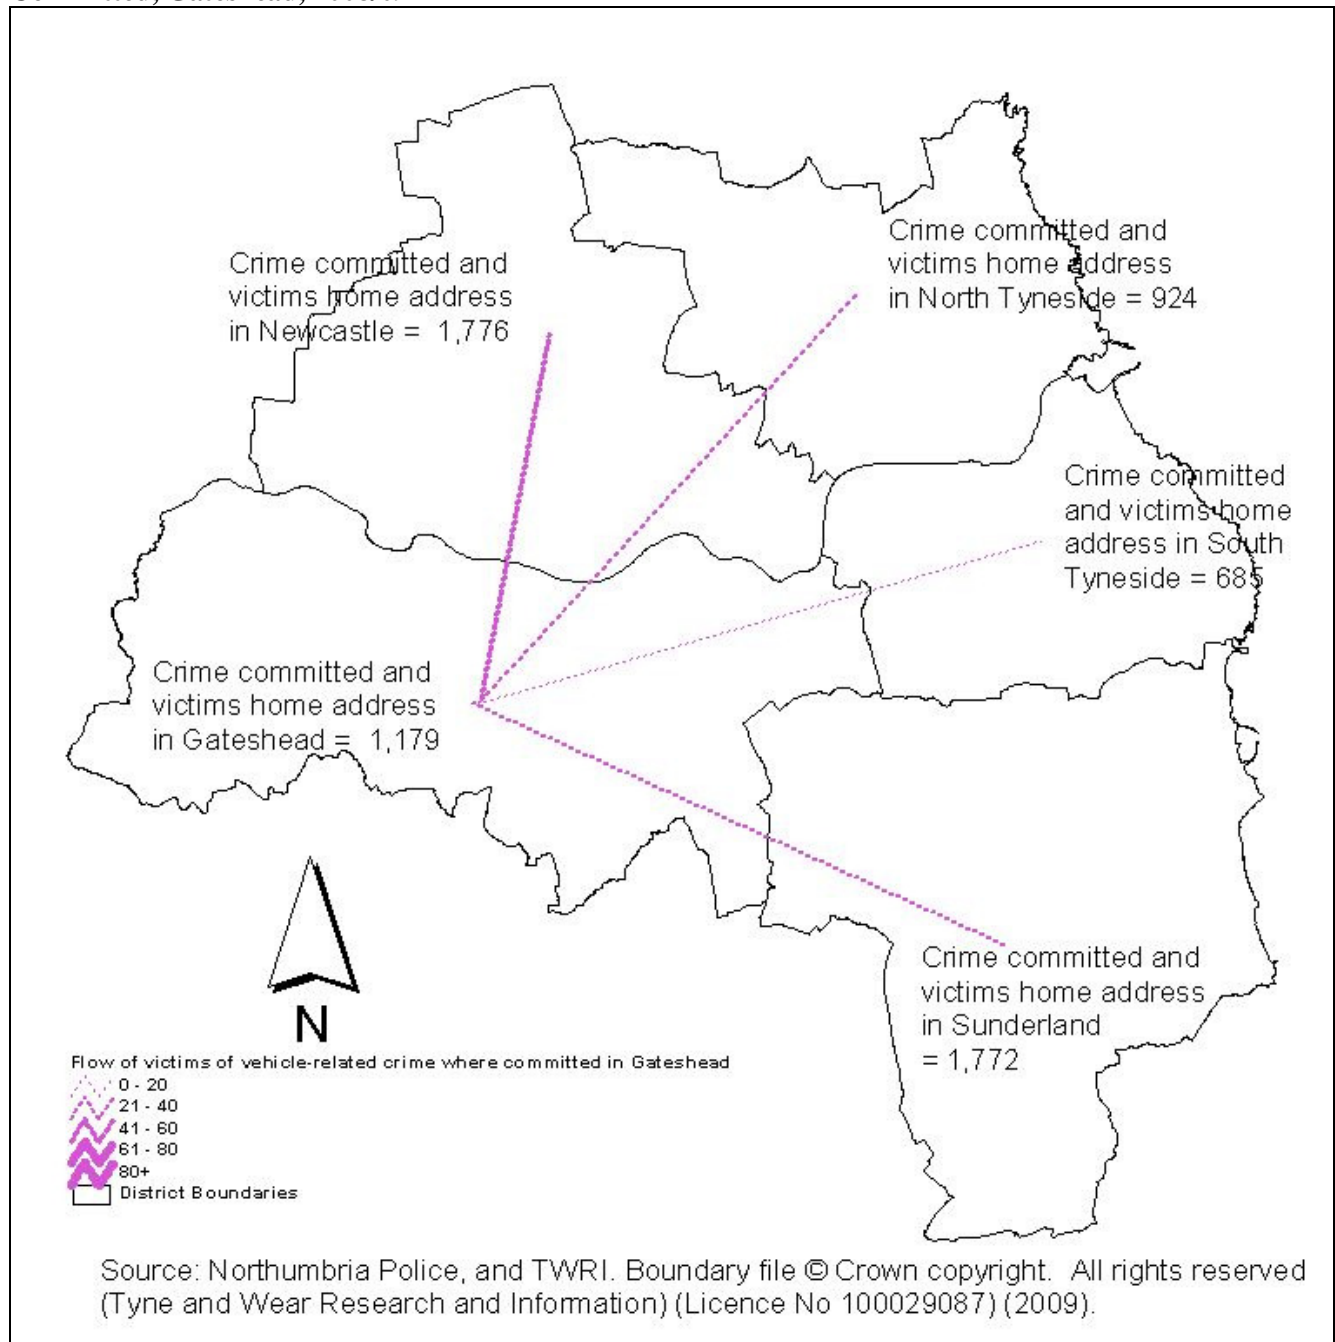 Crime committed and
victims home address
in North Tyneside = 924
Crime committed and
victims home address
in Newcastle = 1,776
Crime committed
and victims home
address in South
Tyneside = 685
Crime committed and
victims home address
in Gateshead = 1,179
Crime committed and
victims home address
in Sunderland
= 1,772
N
Flow of victims of vehicle-related crime where committed in Gateshead
0 - 20
21 - 40
41 - 60
61 - 80
80+
District Boundaries
Source: Northumbria Police, and TWRI. Boundary file © Crown copyright. All rights reserved
(Tyne and Wear Research and Information) (Licence No 100029087) (2009).